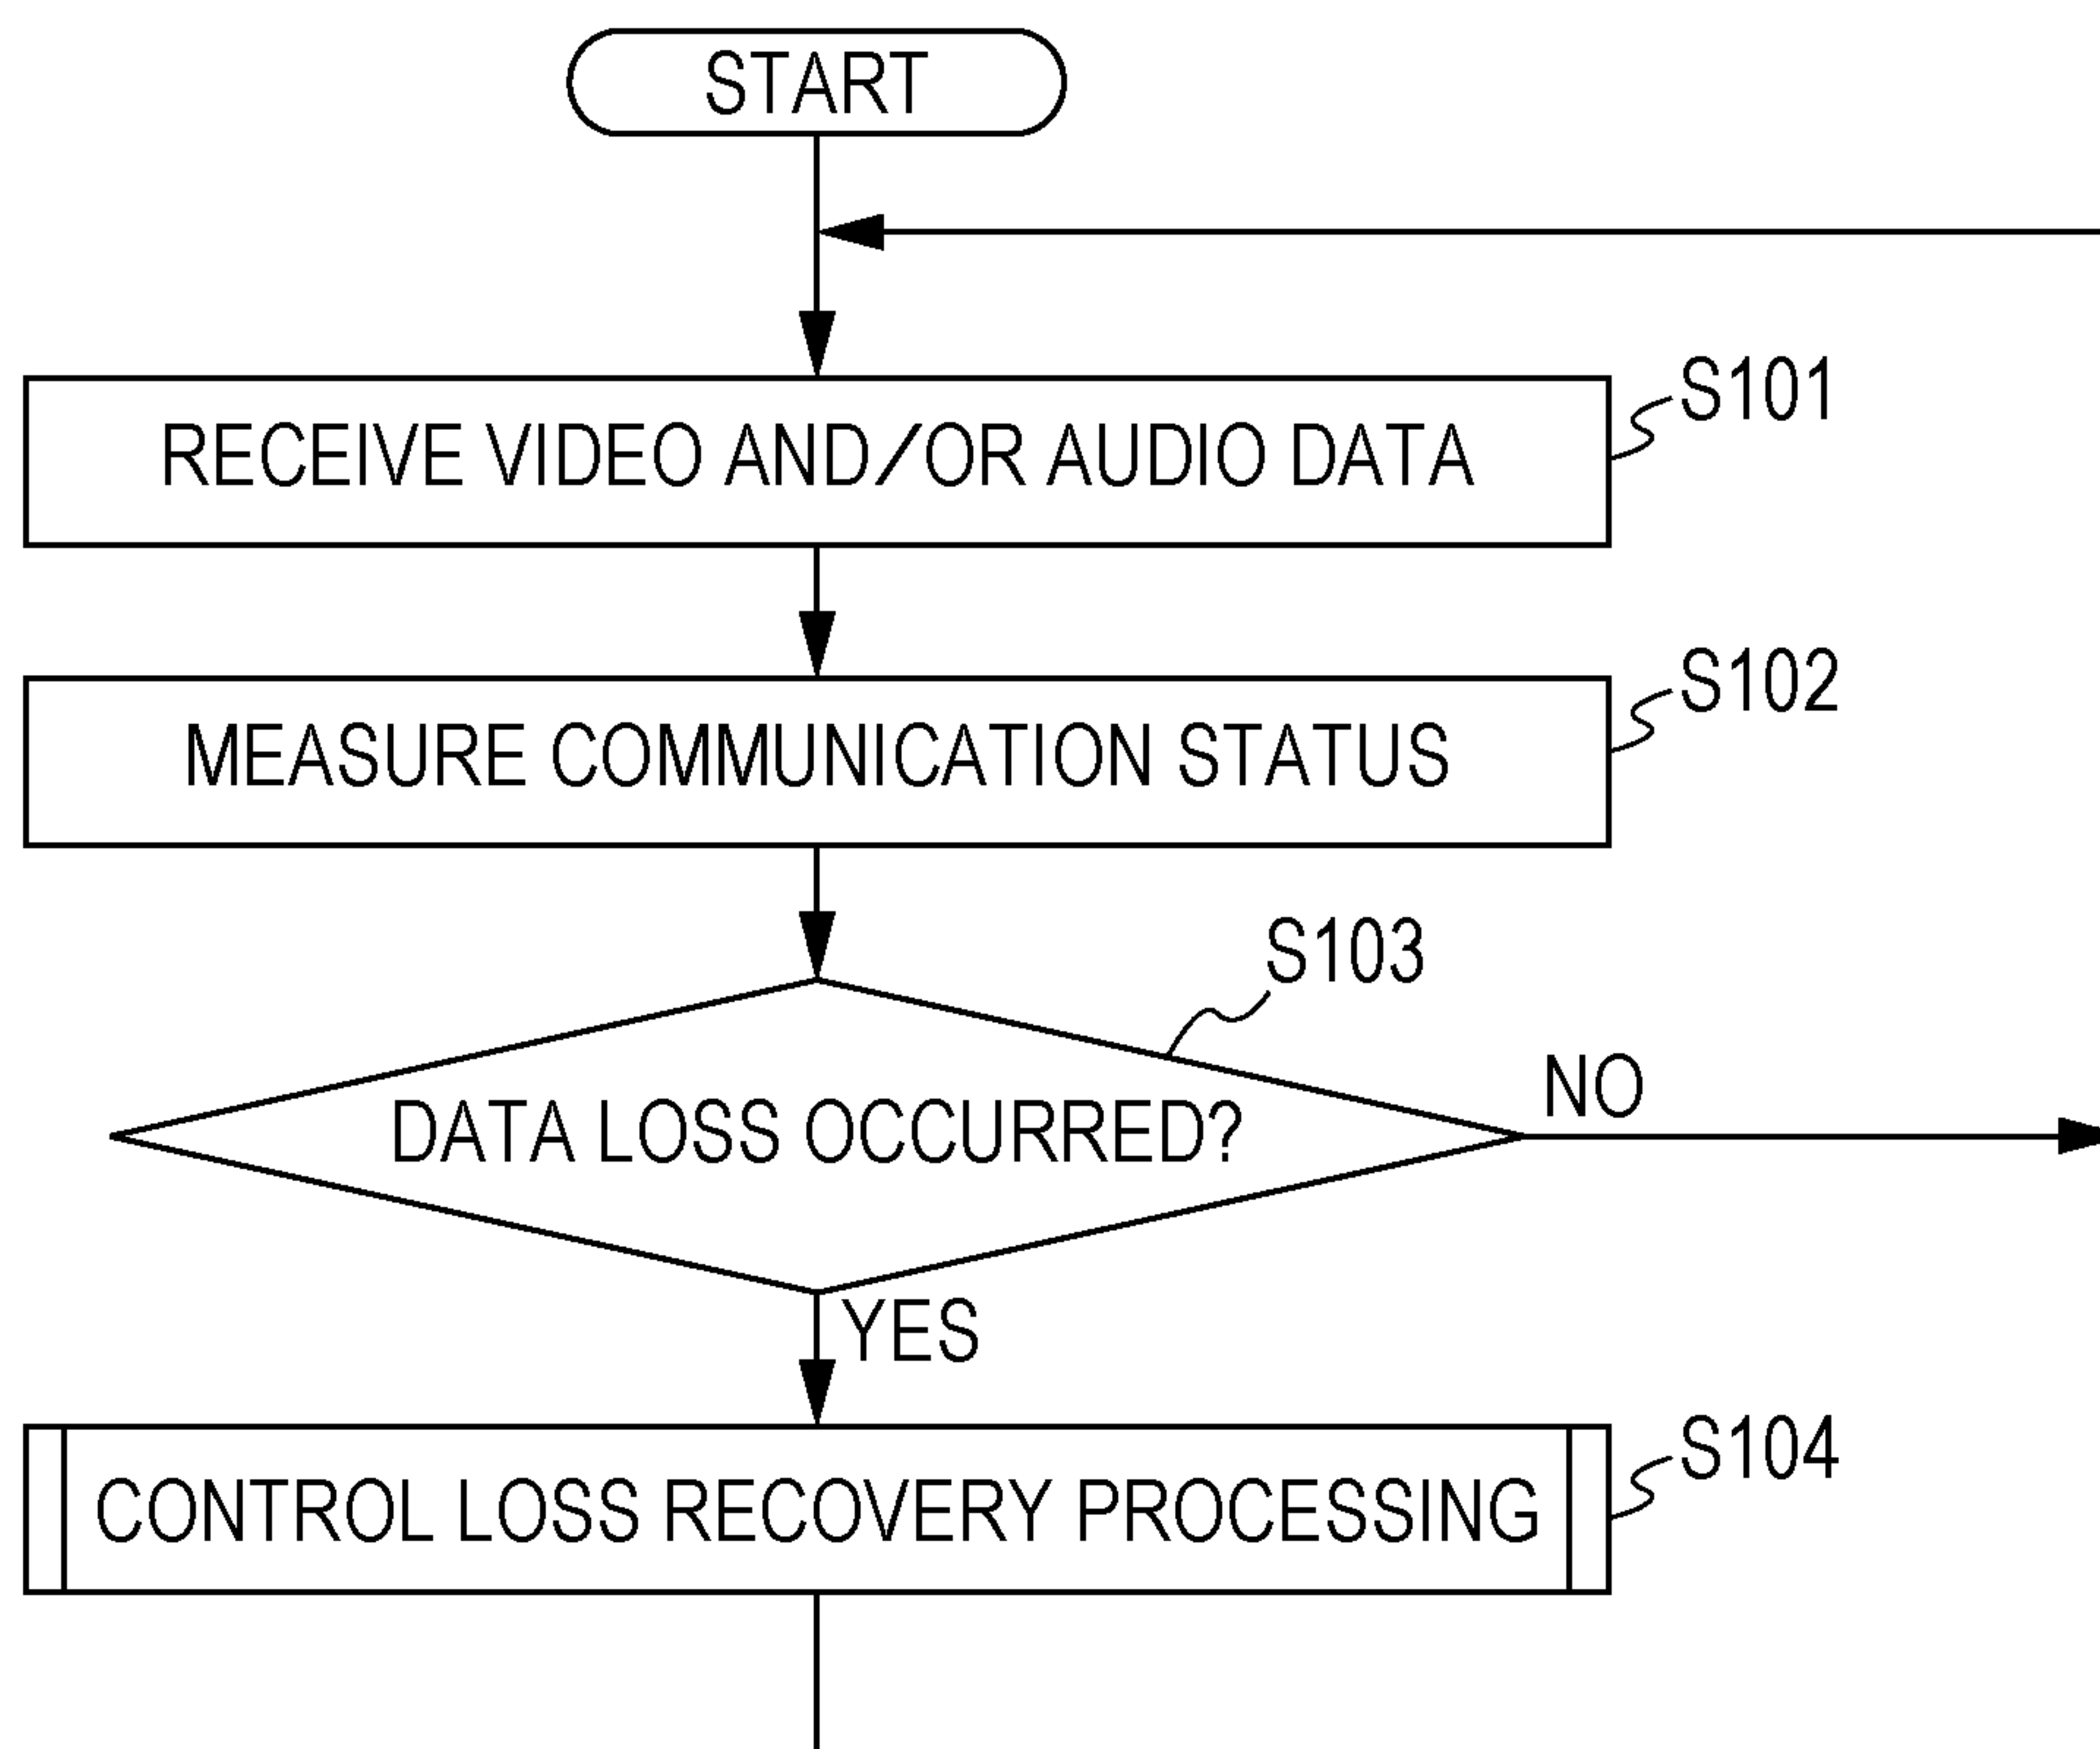 START
RECEIVE VIDEO AND/OR AUDIO DATA
S101
MEASURE COMMUNICATION STATUS
S102
S103
DATA LOSS OCCURRED?
NO
YES
CONTROL LOSS RECOVERY PROCESSING
S104